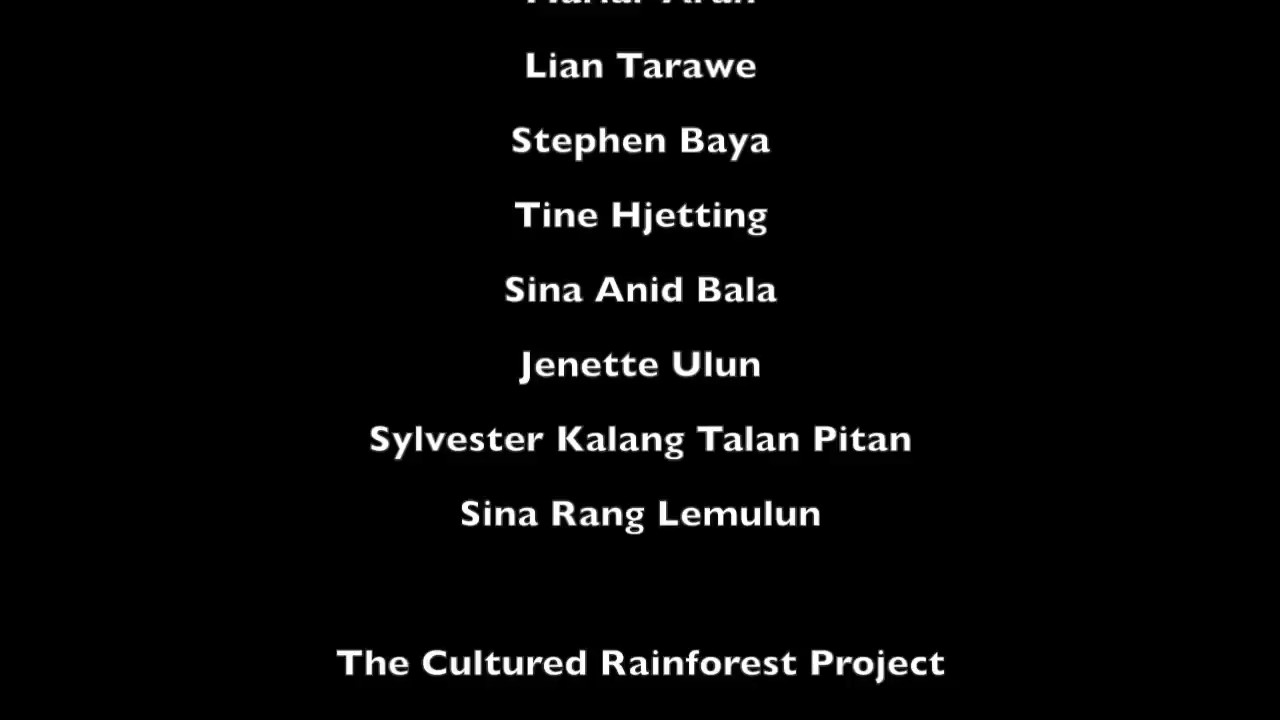 Lian Tarawe
Stephen Baya
Tine Hjetting
Sina Anid Bala
Jenette Ulun
Sylvester Kalang Talan Pitan
Sina Rang Lemulun
The Cultured Rainforest Project